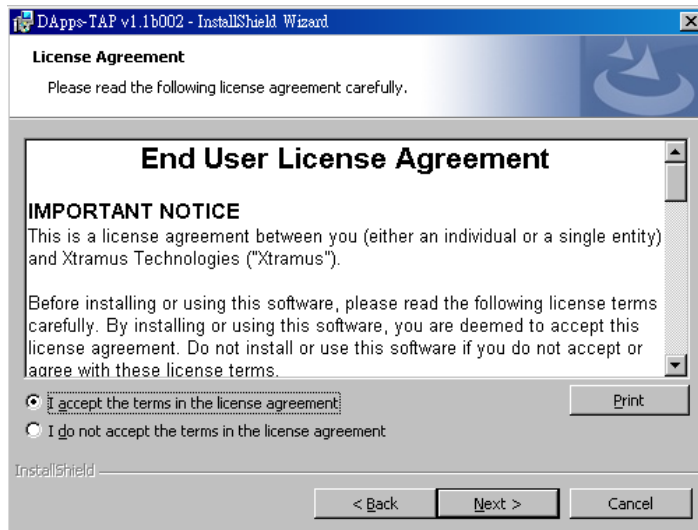 DApps-TAP v1.1b002 - InstallShield Wizard
License Agreement
Please read the following license agreement carefully.
End User License Agreement
IMPORTANT NOTICE
This is a license agreement between you (either an individual or a single entity)
and Xtramus Technologies ("Xtramus").
Before installing or using this software, please read the following license terms
carefully. By installing or using this software, you are deemed to accept this
license agreement. Do not install or use this software if you do not accept or
agree with these license terms.
I accept the terms in the license agreement
Print
I do not accept the terms in the license agreement
InstallShield
< Back
Next >
Cancel